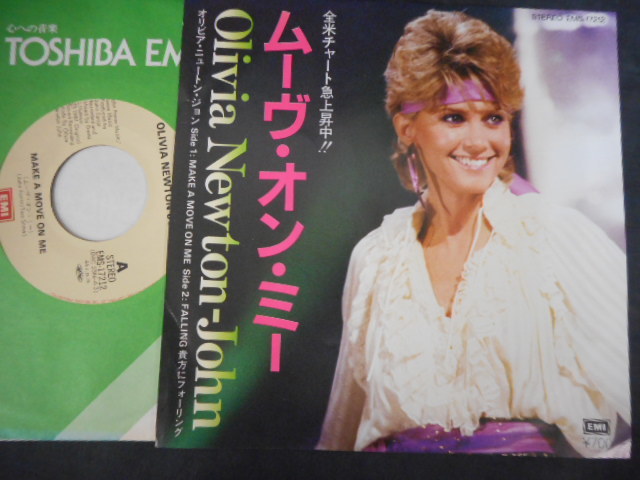 心への音楽
TOSHIBA EM
OLIVIA NEWTON-J
MAKE A MOVE ON ME
EMI
A
STEREO
EMS-17212
STEREO EMS-17212
全米チャート急上昇中!!
ムーヴ・オン・ミー
Olivia Newton-John
オリビア・ニュートン・ジョン Side 1: MAKE A MOVE ON ME Side 2: FALLING 貴方にフォーリング
EMI
¥700